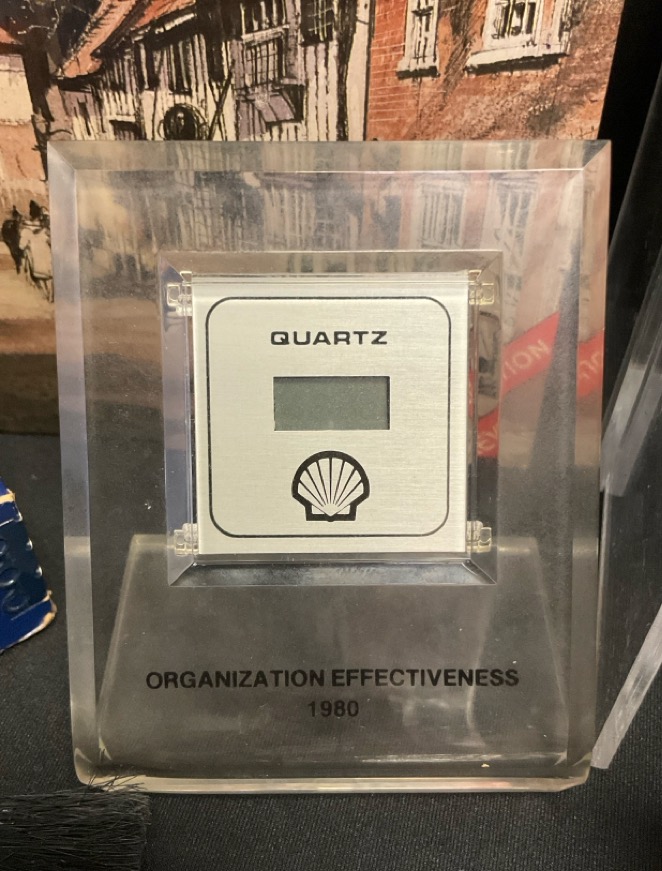 QUARTZ
ORGANIZATION EFFECTIVENESS
1980